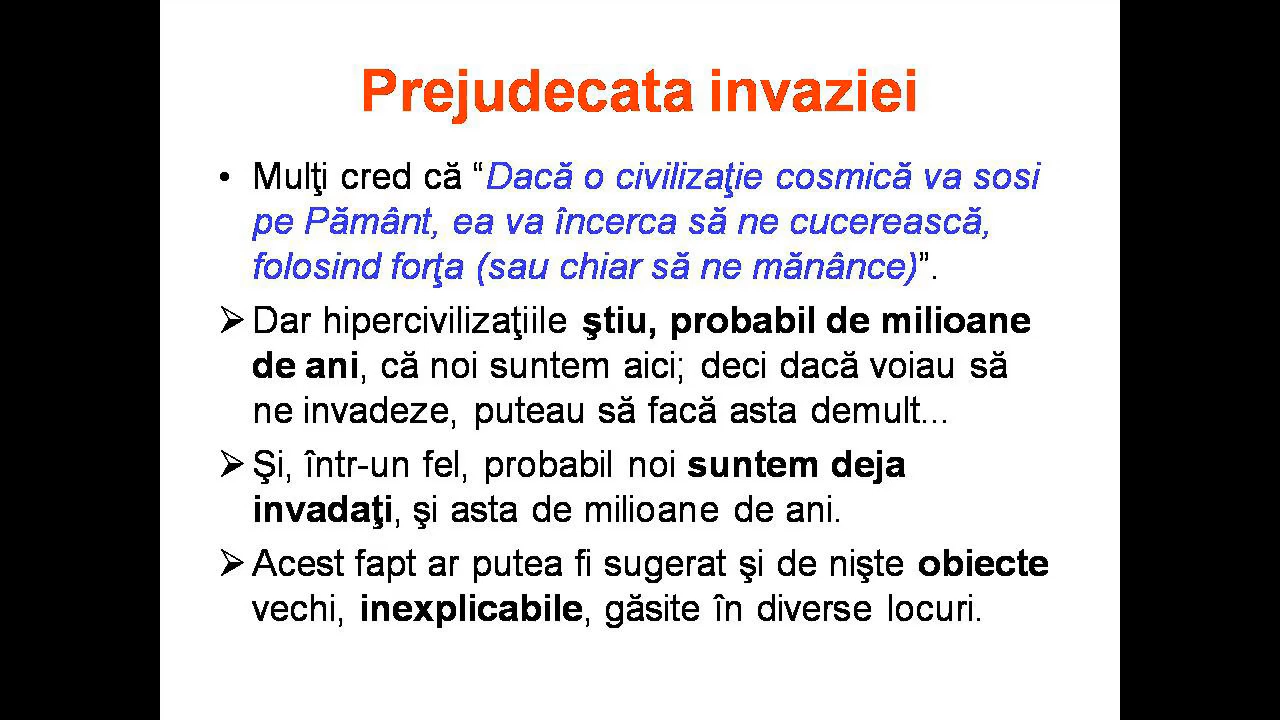 Prejudecata invaziei
• Mulţi cred că “Dacă o civilizaţie cosmică va sosi
pe Pământ, ea va încerca să ne cucerească,
folosind forţa (sau chiar să ne mănânce)”.
➢ Dar hipercivilizaţiile ştiu, probabil de milioane
de ani, că noi suntem aici; deci dacă voiau să
ne invadeze, puteau să facă asta demult...
➢ Şi, într-un fel, probabil noi suntem deja
invadaţi, şi asta de milioane de ani.
➢ Acest fapt ar putea fi sugerat şi de nişte obiecte
vechi, inexplicabile, găsite în diverse locuri.